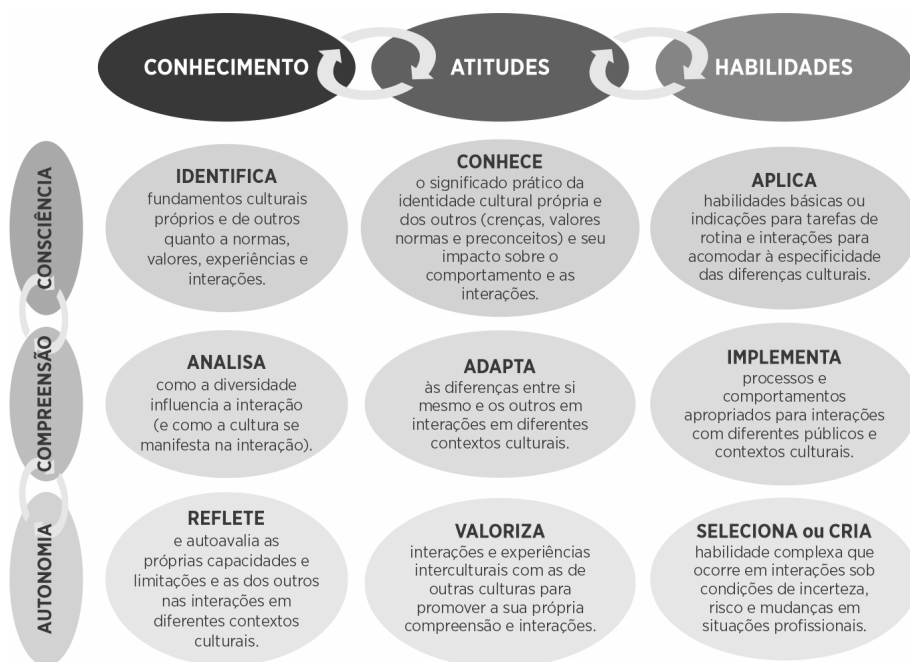 CONHECIMENTO
ATITUDES
HABILIDADES
CONSCIÊNCIA
IDENTIFICA
fundamentos culturais
próprios e de outros
quanto a normas,
valores, experiências e
interações.
CONHECE
o significado prático da
identidade cultural própria e
dos outros (crenças, valores
normas e preconceitos) e seu
impacto sobre o
comportamento e as
interações.
APLICA
habilidades básicas ou
indicações para tarefas de
rotina e interações para
acomodar à especificidade
das diferenças culturais.
COMPREENSÃO
ANALISA
como a diversidade
influencia a interação
(e como a cultura se
manifesta na interação).
ADAPTA
às diferenças entre si
mesmo e os outros em
interações em diferentes
contextos culturais.
IMPLEMENTA
processos e
comportamentos
apropriados para interações
com diferentes públicos e
contextos culturais.
AUTONOMIA
REFLETE
e autoavalia as
próprias capacidades e
limitações e as dos outros
nas interações em
diferentes contextos
culturais.
VALORIZA
interações e experiências
interculturais com as de
outras culturas para
promover a sua própria
compreensão e interações.
SELECIONA ou CRIA
habilidade complexa que
ocorre em interações sob
condições de incerteza,
risco e mudanças em
situações profissionais.